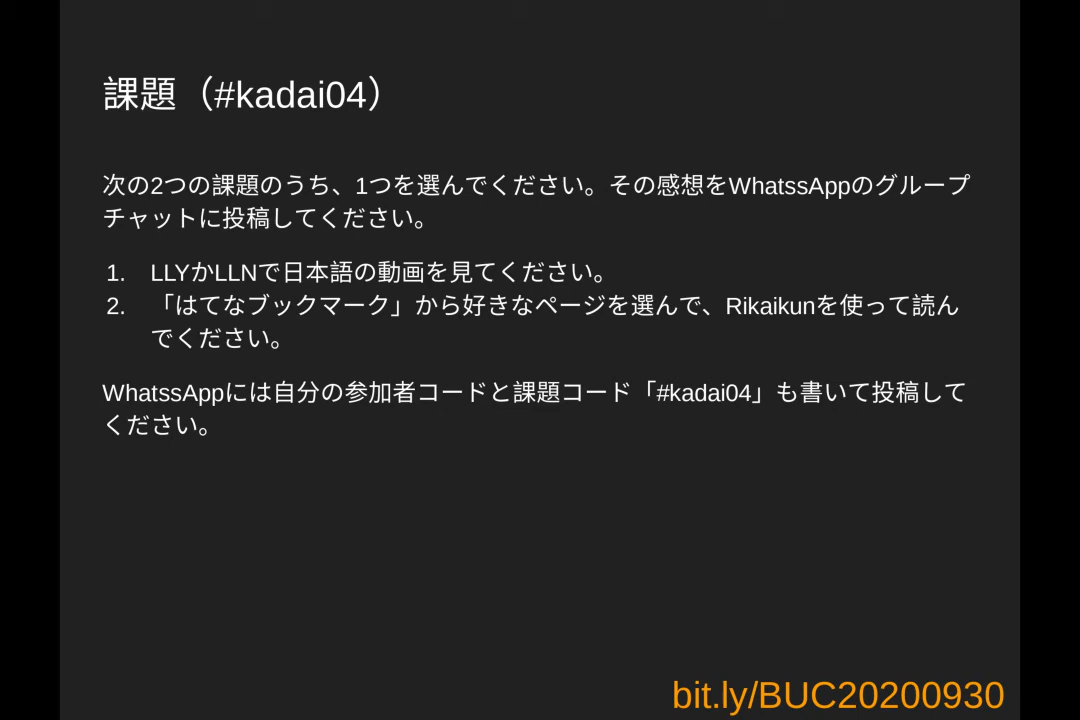 課題（#kadai04）
次の2つの課題のうち、1つを選んでください。その感想をWhatssAppのグループ
チャットに投稿してください。
1. LLYかLLNで日本語の動画を見てください。
2. 「はてなブックマーク」から好きなページを選んで、Rikaikunを使って読ん
でください。
WhatssAppには自分の参加者コードと課題コード「#kadai04」も書いて投稿して
ください。
bit.ly/BUC20200930